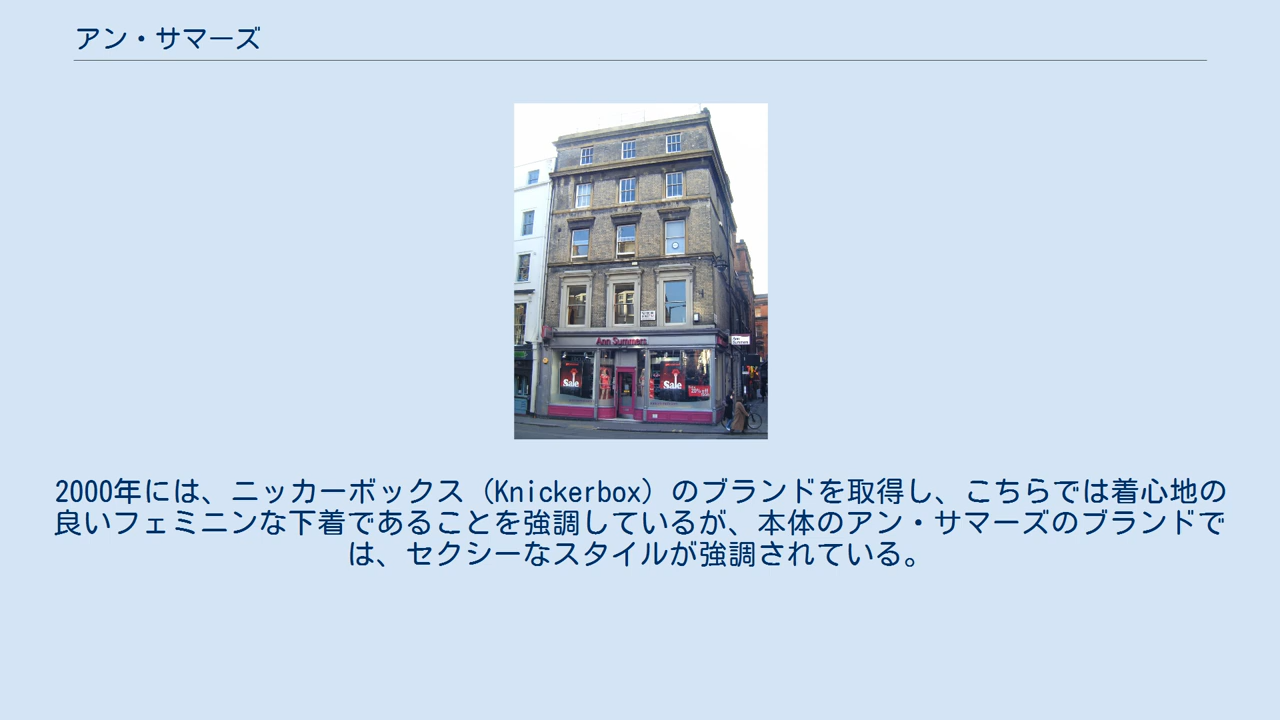 アン・サマーズ
Ann Summers
Ann
Summers
Sale
Sale
20% off
2000年には、ニッカーボックス（Knickerbox）のブランドを取得し、こちらでは着心地の
良いフェミニンな下着であることを強調しているが、本体のアン・サマーズのブランドで
は、セクシーなスタイルが強調されている。